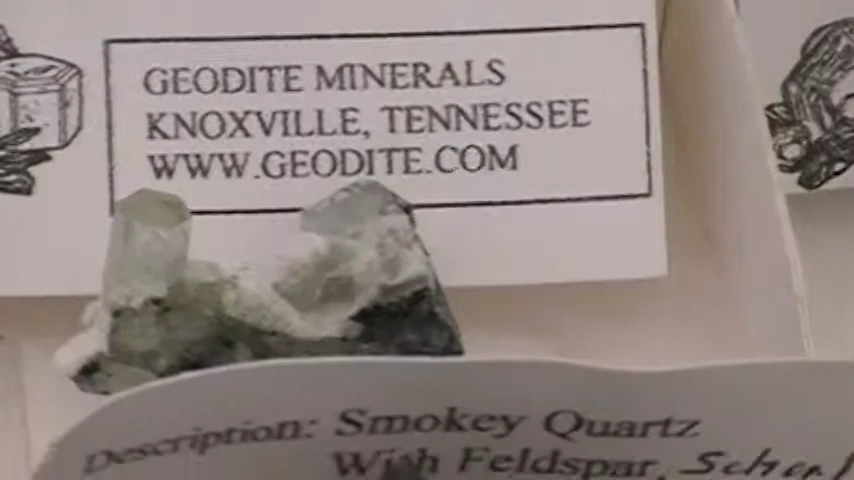 GEODITE MINERALS
KNOXVILLE, TENNESSEE
WWW.GEODITE.COM
Description: Smokey Quartz
With Feldspar,